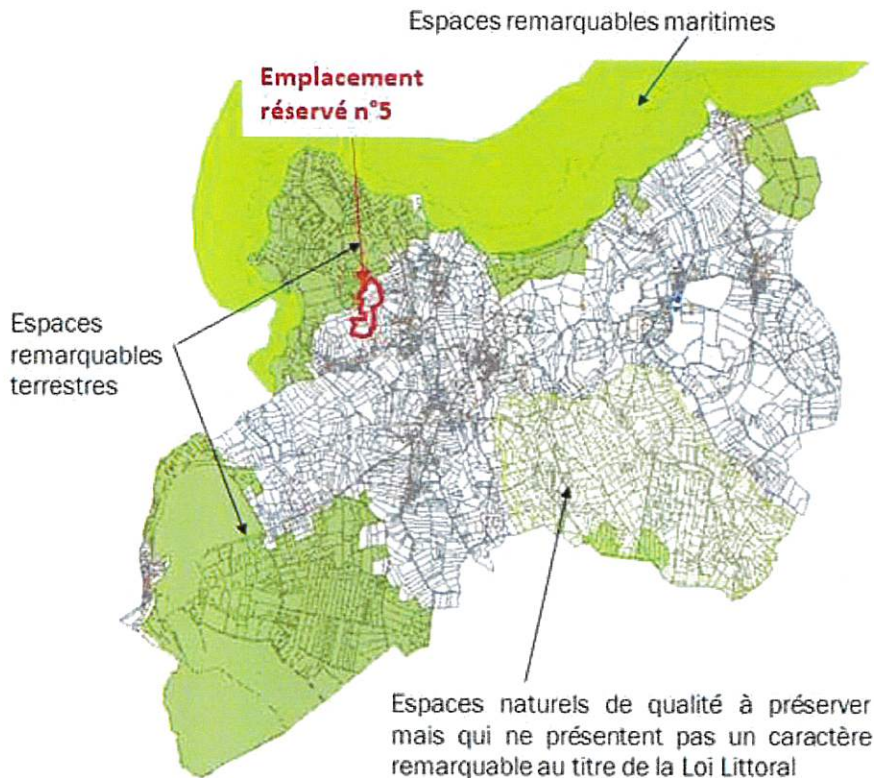 Espaces remarquables maritimes
Emplacement
réservé n°5
Espaces
remarquables
terrestres
Espaces naturels de qualité à préserver
mais qui ne présentent pas un caractère
remarquable au titre de la Loi Littoral